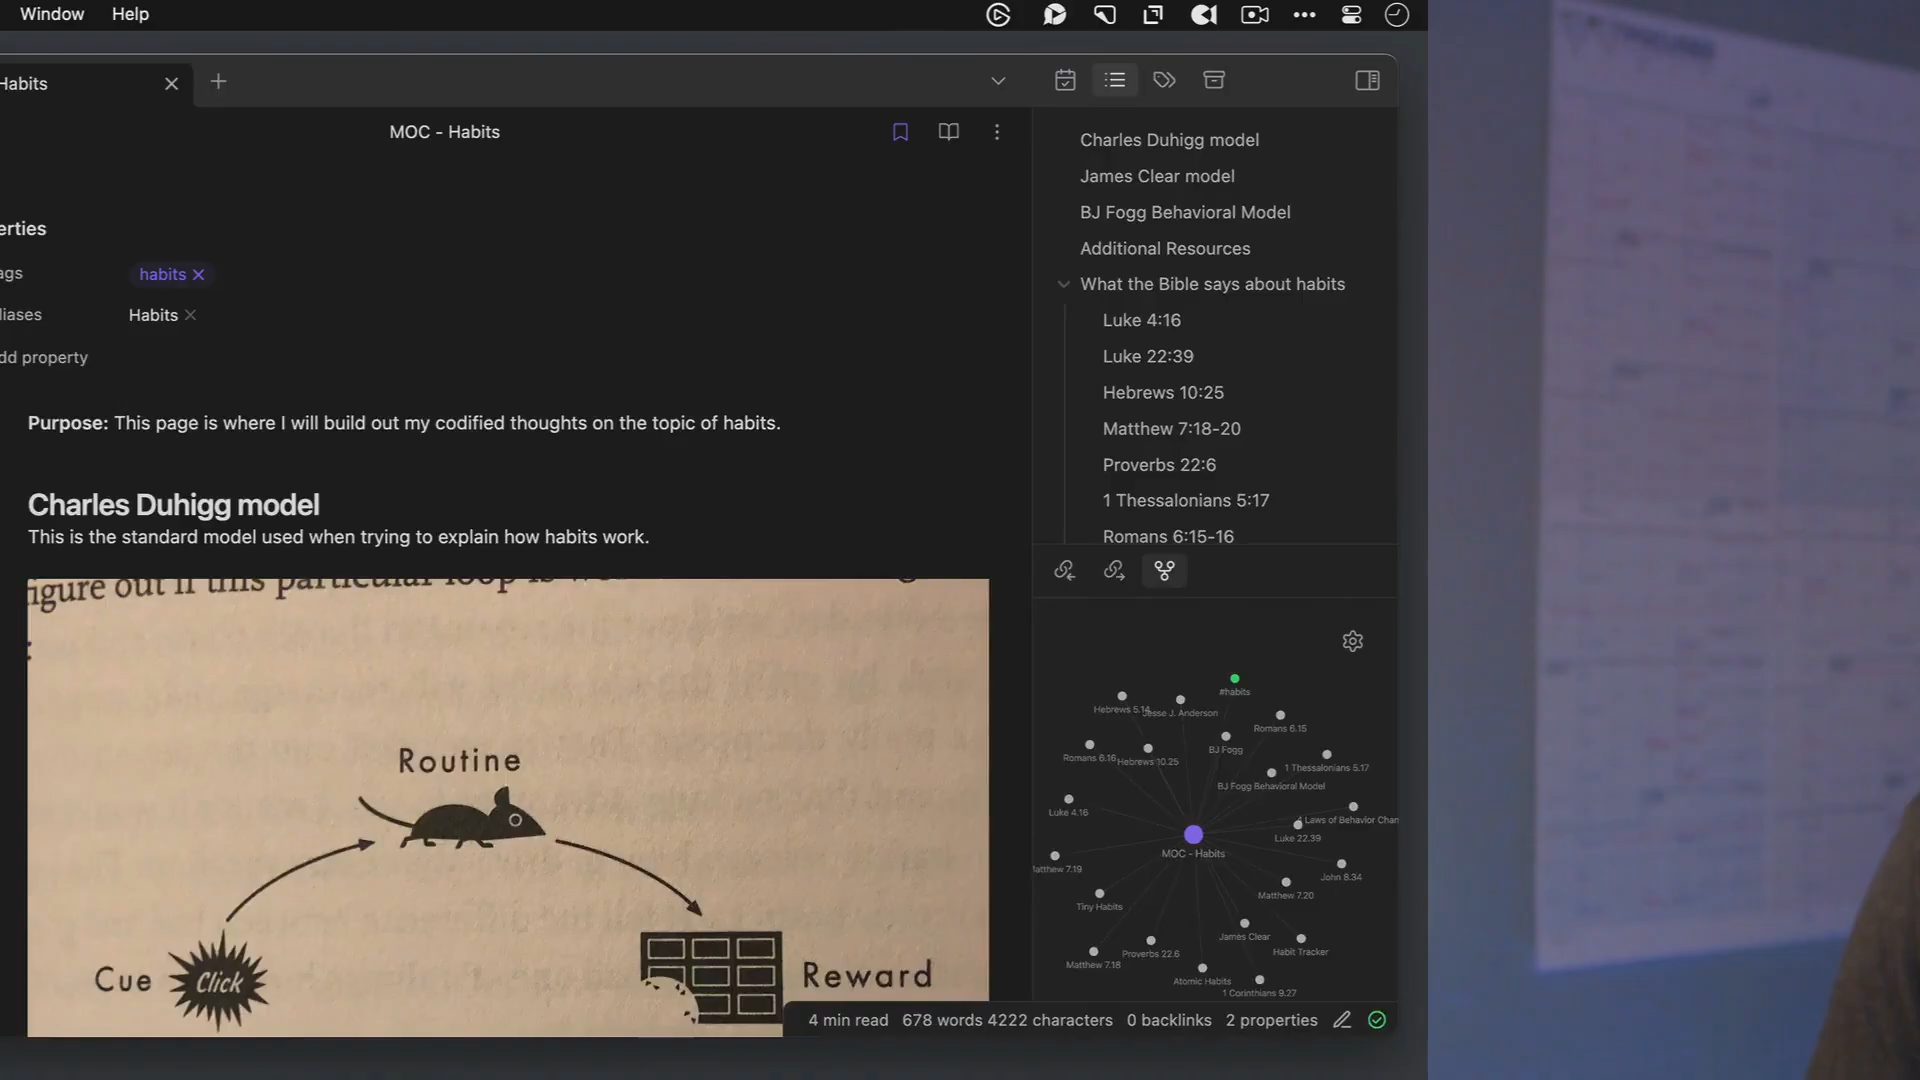 Window Help
Habits
MOC - Habits
erties
ags
habits
liases
Habits
dd property
Purpose: This page is where I will build out my codified thoughts on the topic of habits.
Charles Duhigg model
This is the standard model used when trying to explain how habits work.
igure out if this particular loop is
Routine
Cue
Click
Reward
Charles Duhigg model
James Clear model
BJ Fogg Behavioral Model
Additional Resources
What the Bible says about habits
Luke 4:16
Luke 22:39
Hebrews 10:25
Matthew 7:18-20
Proverbs 22:6
1 Thessalonians 5:17
Romans 6:15-16
#habits
Hebrews 5.14
Jesse J. Anderson
Romans 6.15
BJ Fogg
Romans 6.16
Hebrews 10.25
1 Thessalonians 5.17
BJ Fogg Behavioral Model
Luke 4.16
Laws of Behavior Chan
Luke 22.39
MOC - Habits
Matthew 7.19
John 8.34
Matthew 7.20
Tiny Habits
James Clear
Habit Tracker
Proverbs 22.6
Matthew 7.18
Atomic Habits
1 Corinthians 9.27
4 min read 678 words 4222 characters 0 backlinks 2 properties